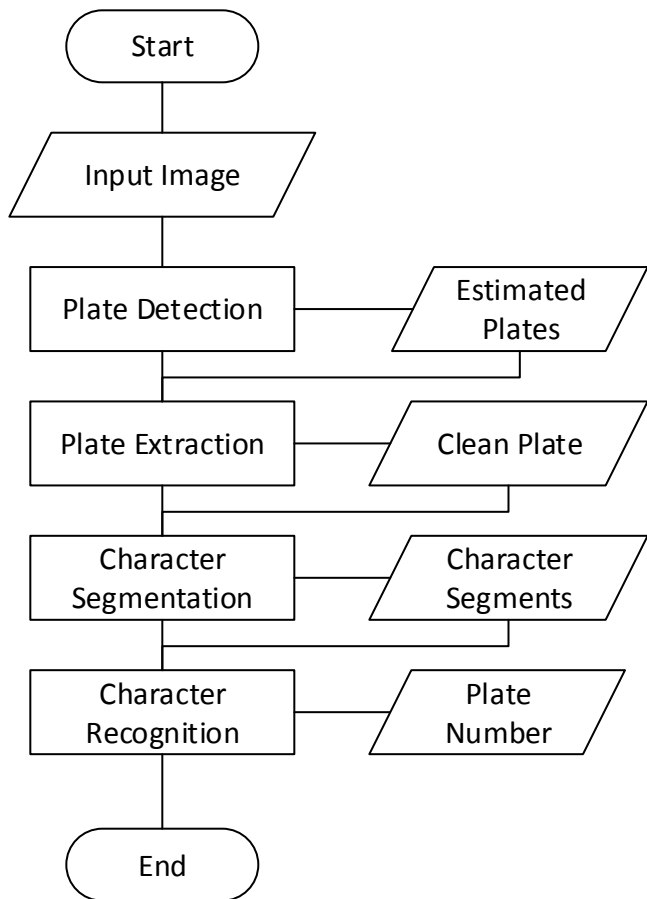 Start
Input Image
Plate Detection
Estimated
Plates
Plate Extraction
Clean Plate
Character
Segmentation
Character
Segments
Character
Recognition
Plate
Number
End